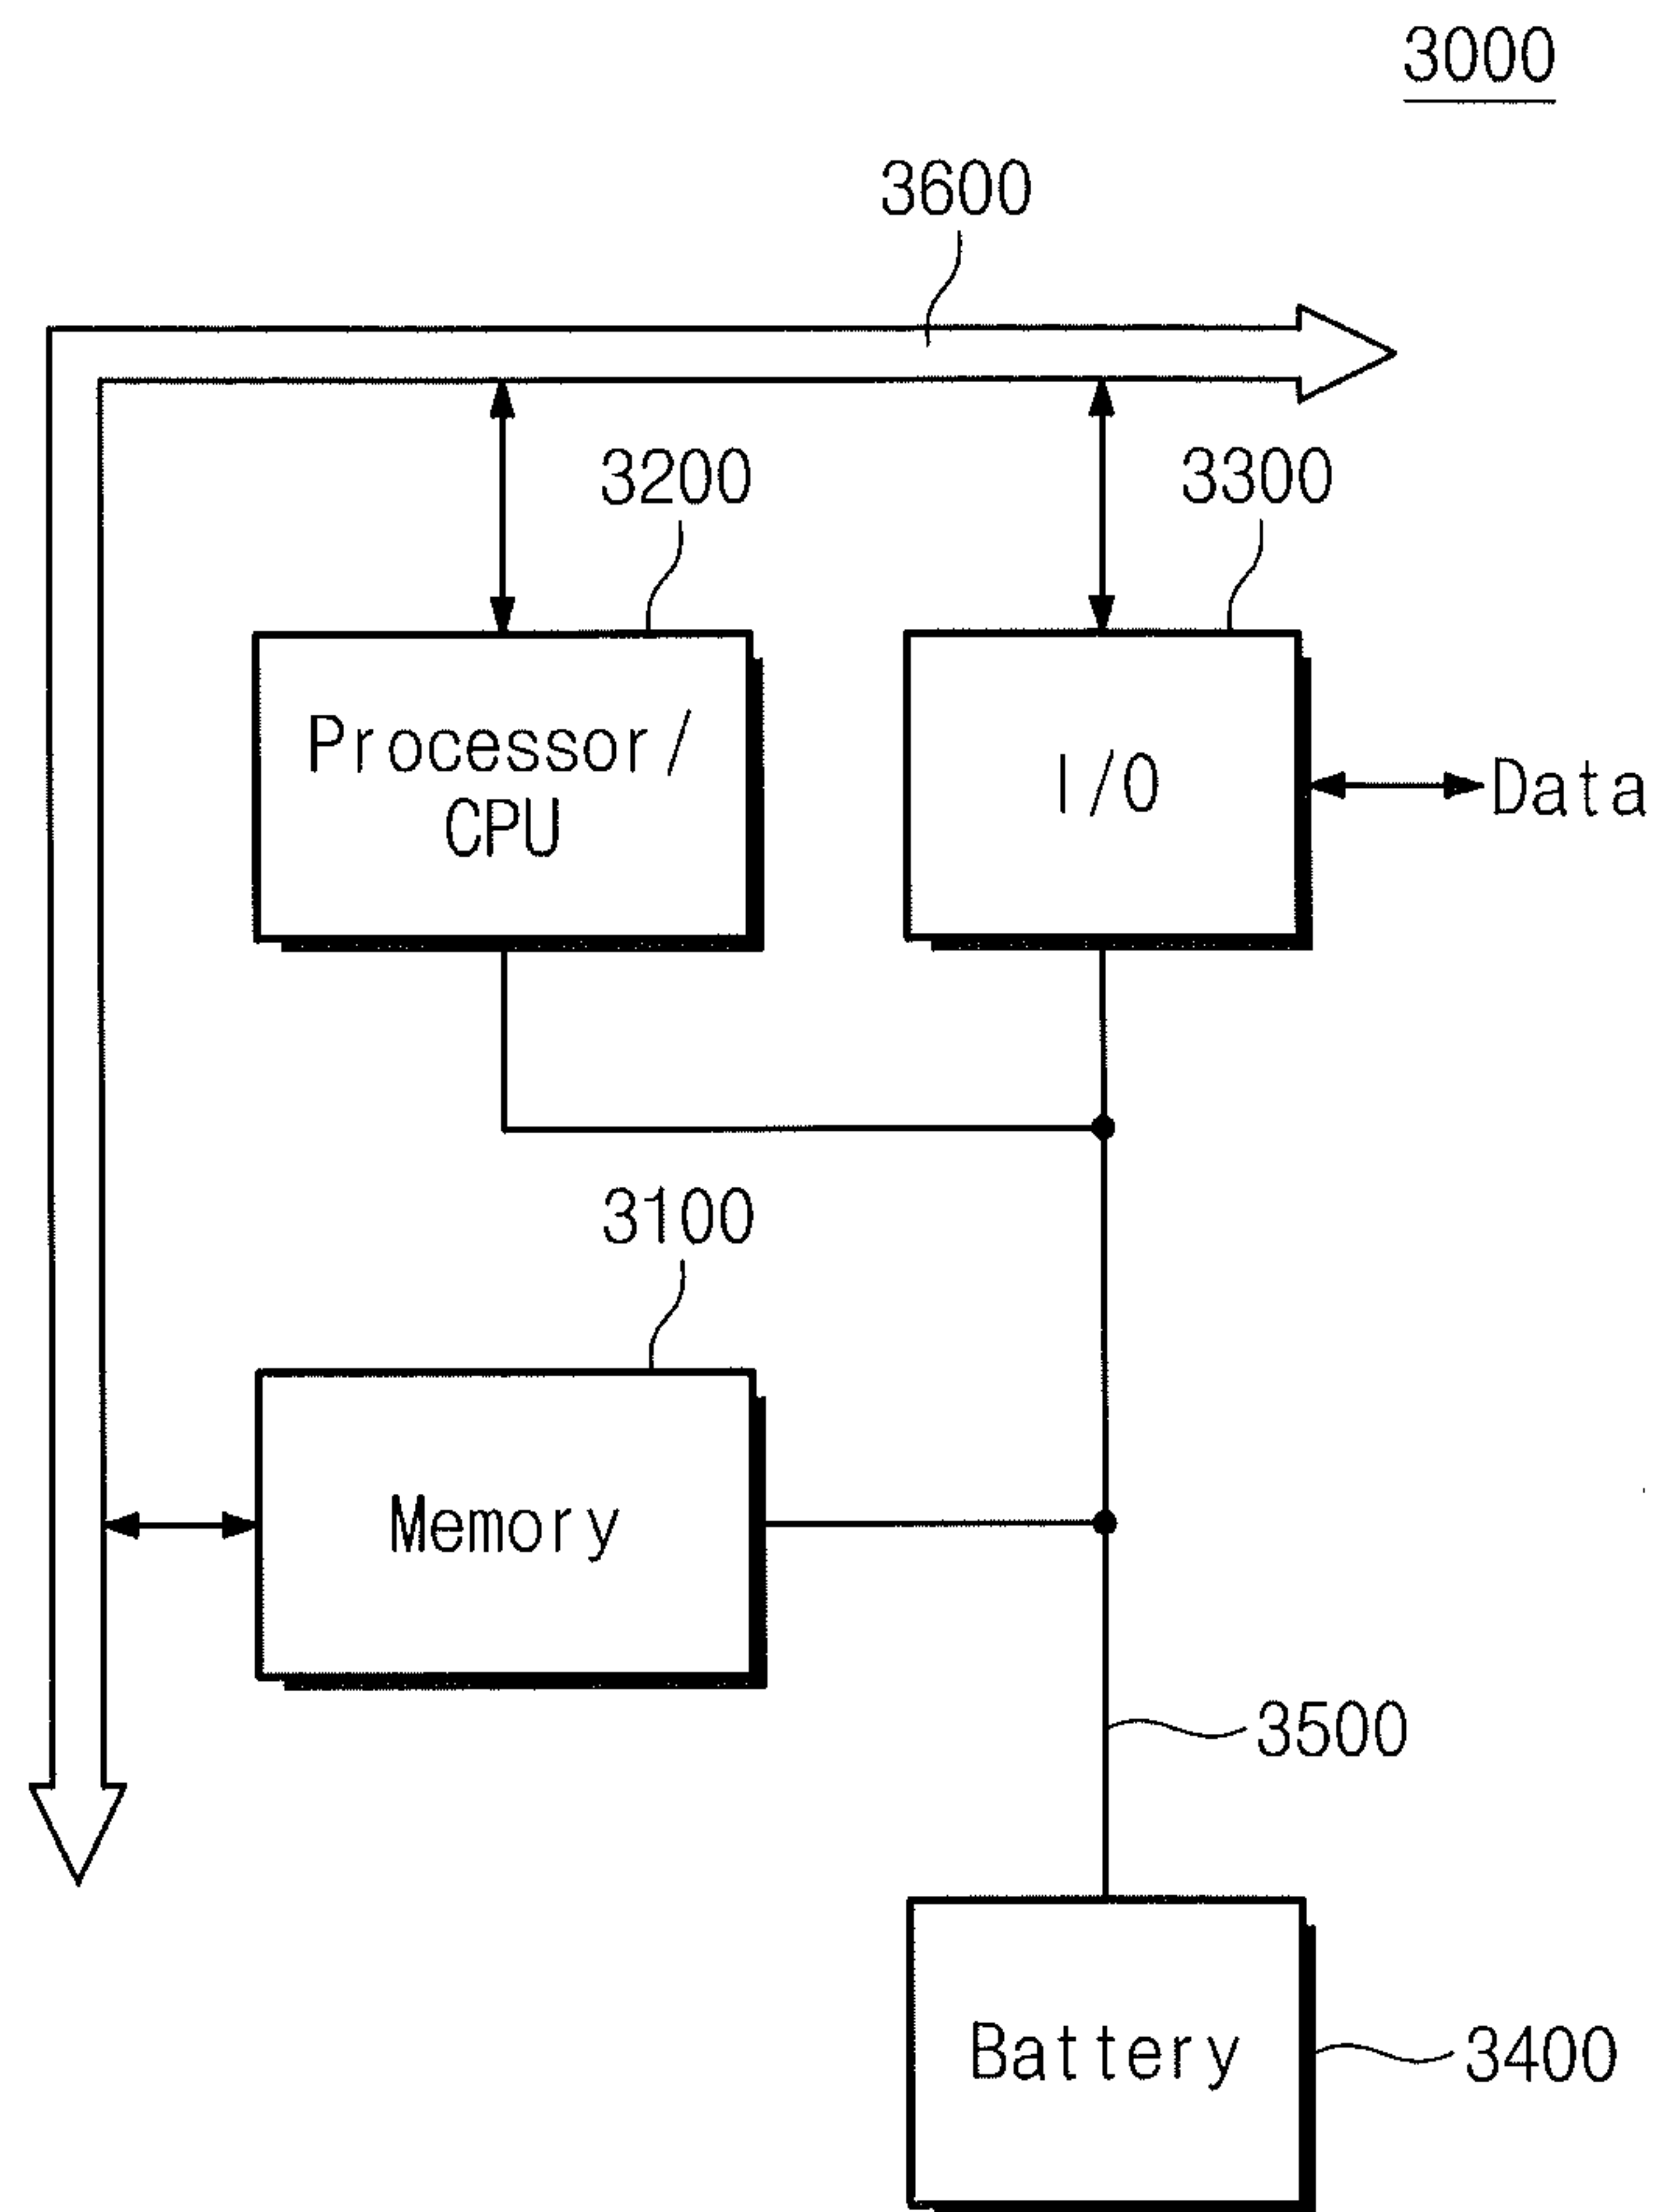 3000
3600
3200
3300
Processor/
CPU
I/O
Data
3100
Memory
3500
Battery
3400